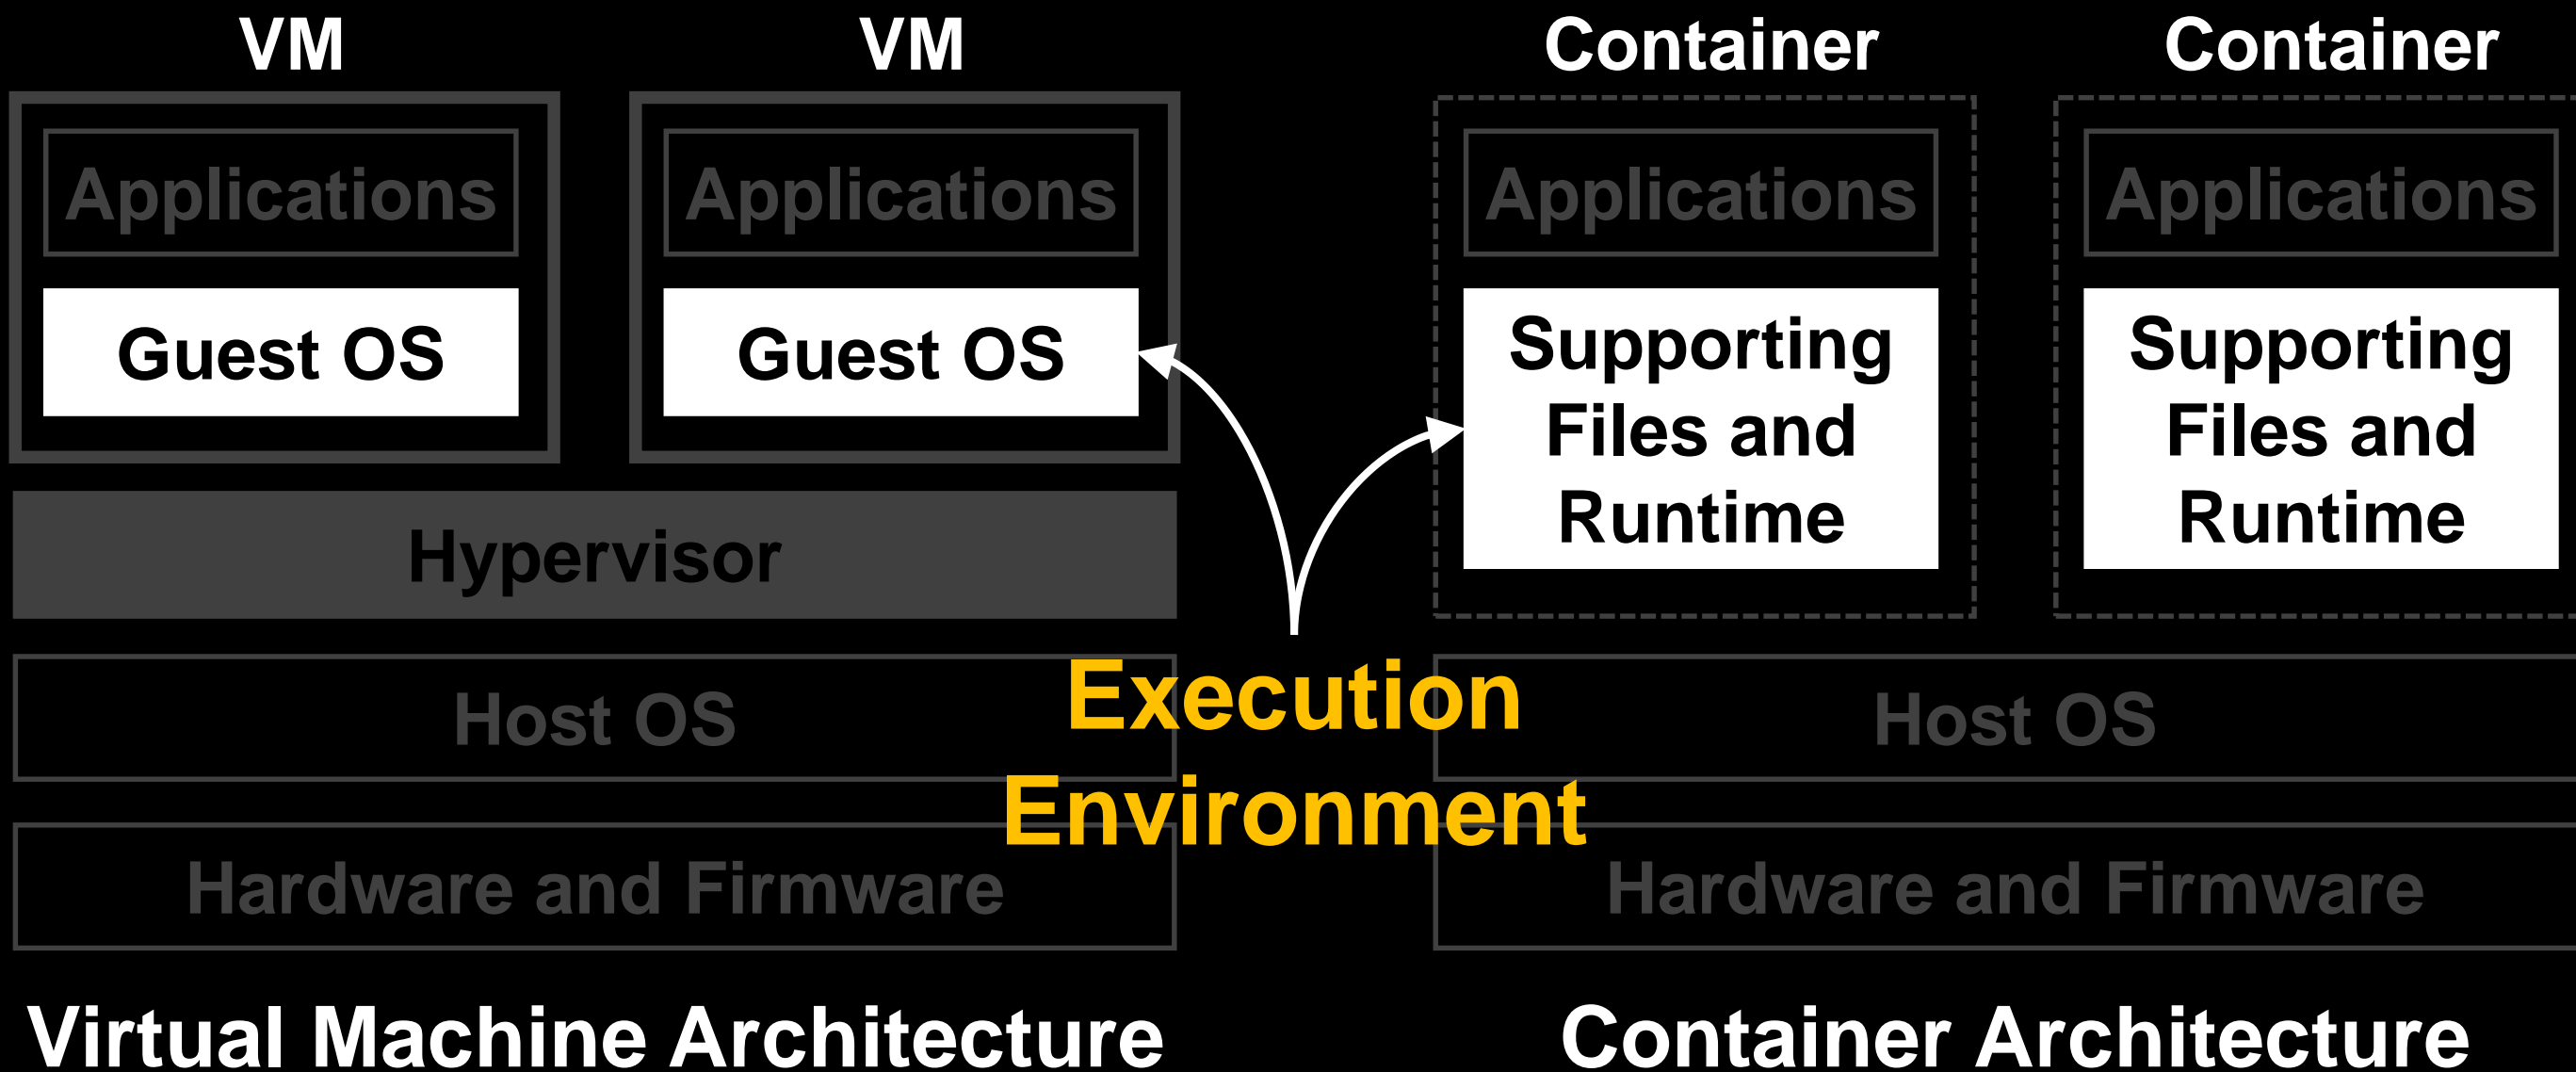 VM
VM
Container
Container
Applications
Applications
Applications
Applications
Guest OS
Guest OS
Supporting
Files and
Runtime
Supporting
Files and
Runtime
Hypervisor
Execution
Environment
Host OS
Host OS
Hardware and Firmware
Hardware and Firmware
Virtual Machine Architecture
Container Architecture